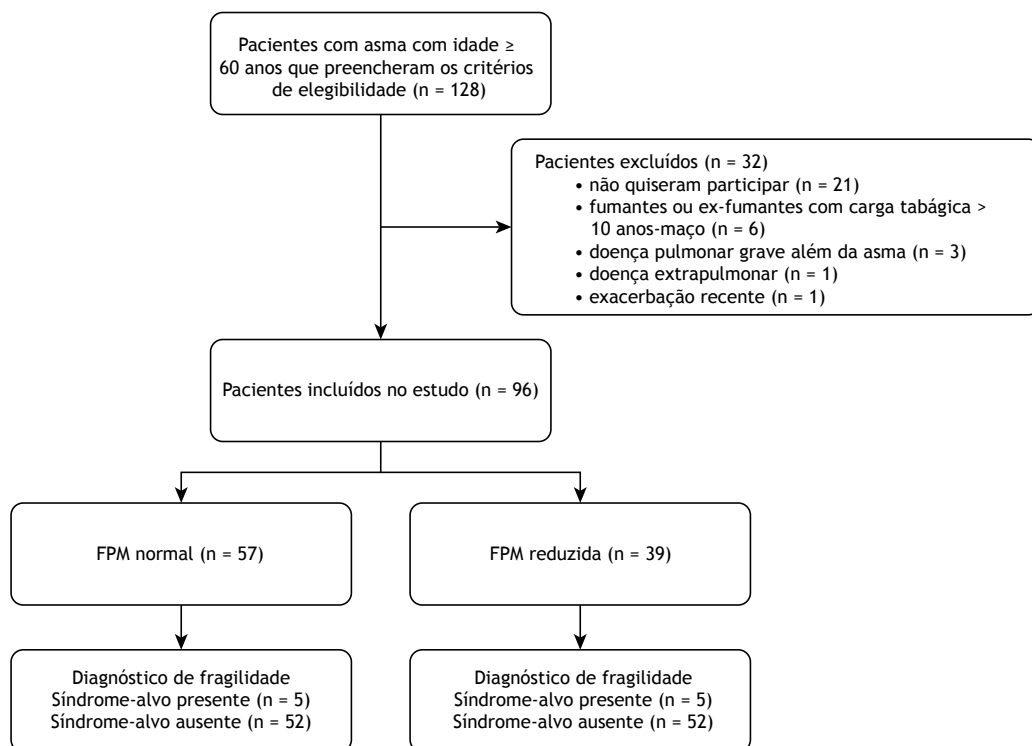 Pacientes com asma com idade ≥
60 anos que preencheram os critérios
de elegibilidade (n = 128)
Pacientes excluídos (n = 32)
• não quiseram participar (n = 21)
• fumantes ou ex-fumantes com carga tabágica >
10 anos-maço (n = 6)
• doença pulmonar grave além da asma (n = 3)
• doença extrapulmonar (n = 1)
• exacerbação recente (n = 1)
Pacientes incluídos no estudo (n = 96)
FPM normal (n = 57)
FPM reduzida (n = 39)
Diagnóstico de fragilidade
Síndrome-alvo presente (n = 5)
Síndrome-alvo ausente (n = 52)
Diagnóstico de fragilidade
Síndrome-alvo presente (n = 5)
Síndrome-alvo ausente (n = 52)